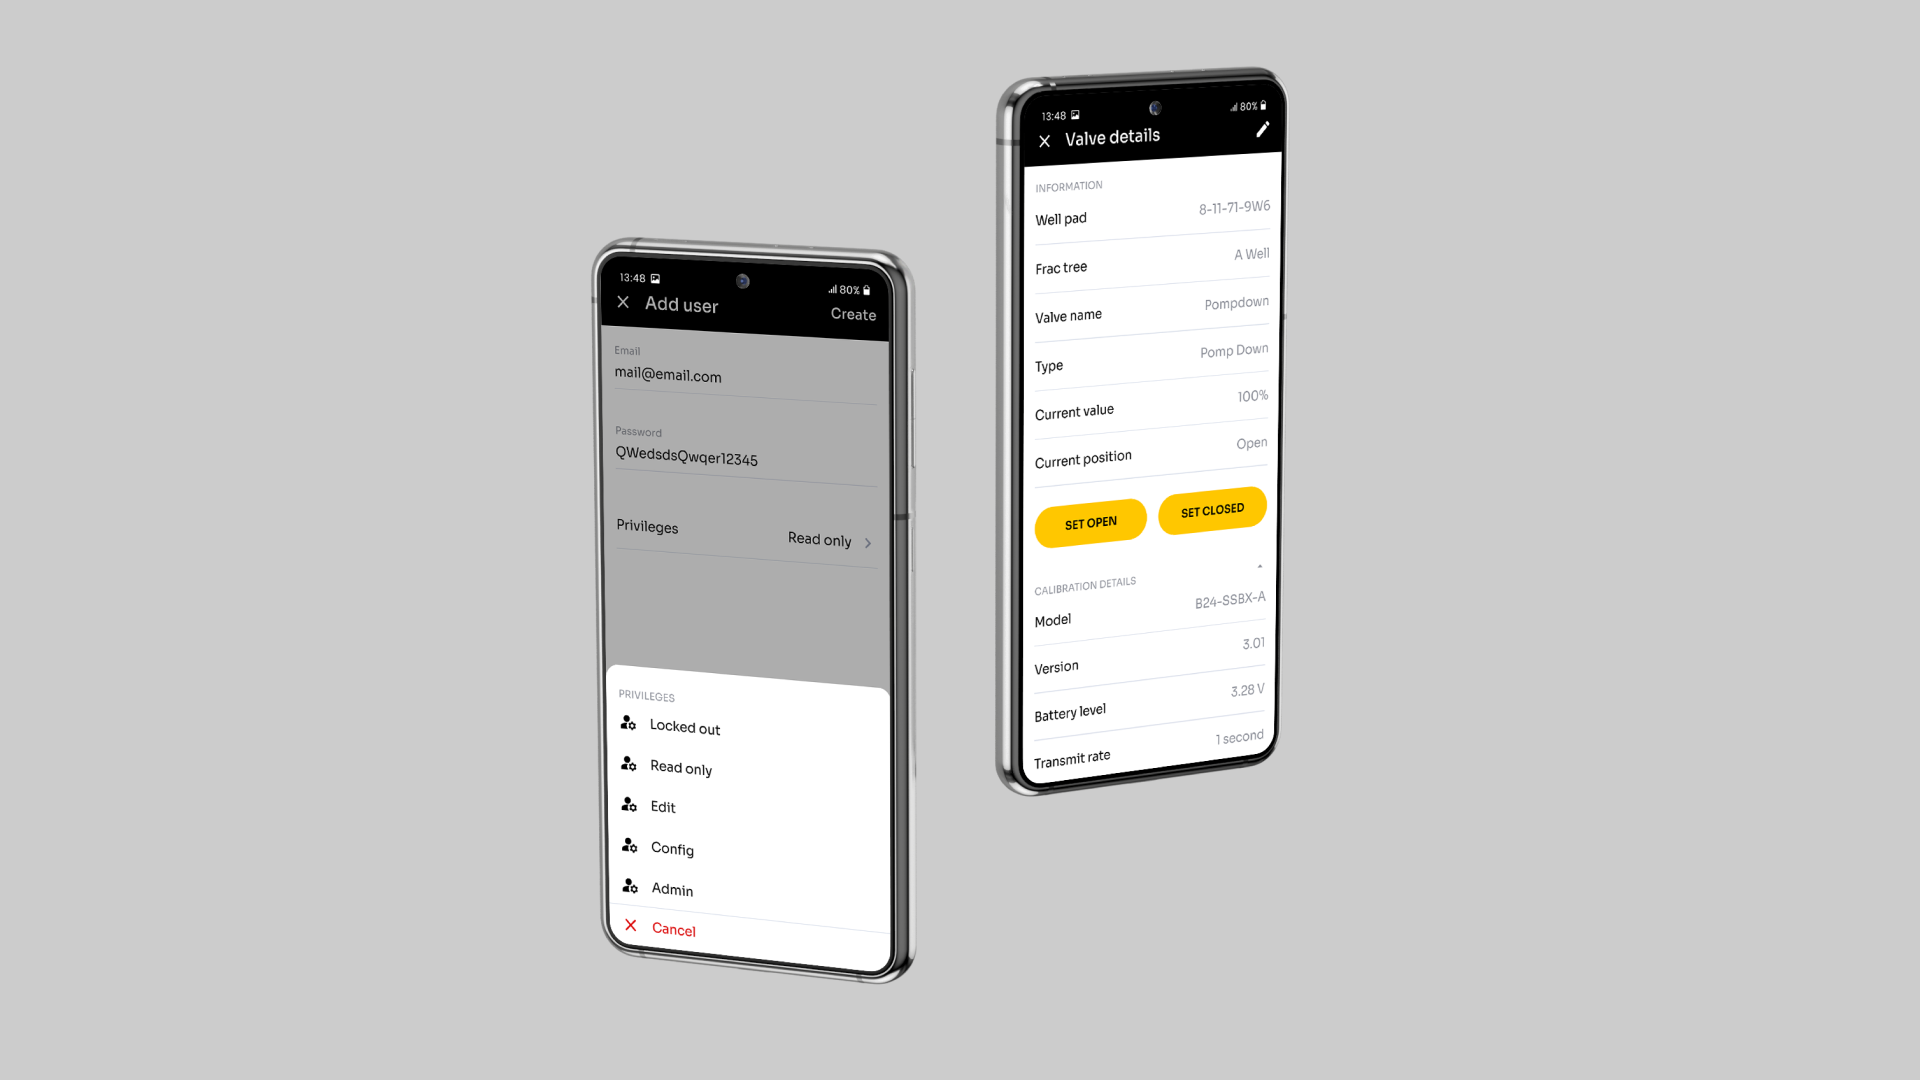 13:48
80%
Add user
Create
Email
mail@email.com
Password
QWedsdsQwqer12345
Privileges
Read only
PRIVILEGES
Locked out
Read only
Edit
Config
Admin
Cancel
13:48
80%
Valve details
INFORMATION
Well pad
8-11-71-9W6
Frac tree
A Well
Valve name
Pompdown
Type
Pomp Down
Current value
100%
Current position
Open
SET OPEN
SET CLOSED
CALIBRATION DETAILS
Model
B24-SSBX-A
Version
3.01
Battery level
3.28 V
Transmit rate
1 second